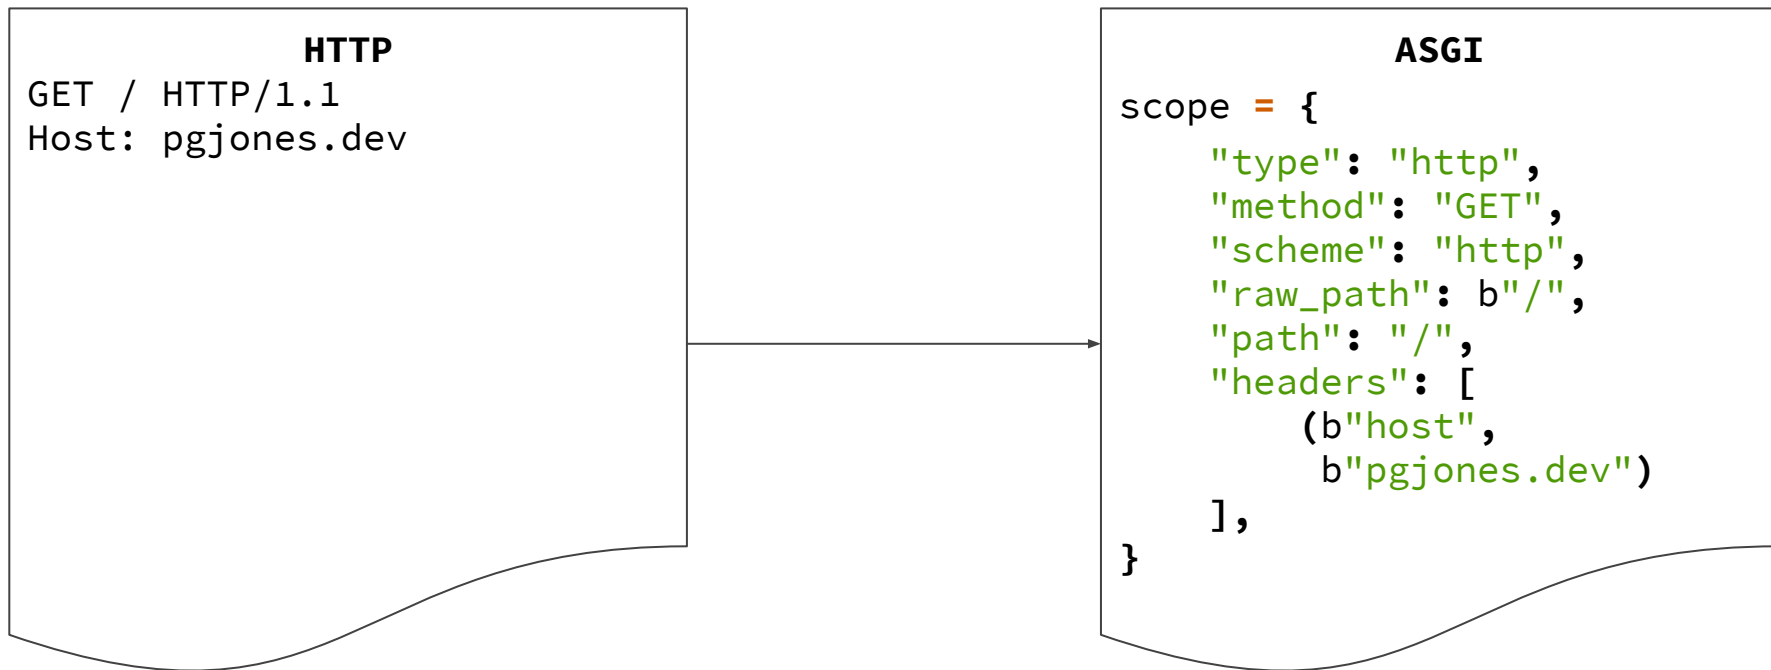 HTTP
GET / HTTP/1.1
Host: pgjones.dev
ASGI
scope = {
    "type": "http",
    "method": "GET",
    "scheme": "http",
    "raw_path": b"/",
    "path": "/",
    "headers": [
        (b"host",
         b"pgjones.dev")
    ],
}